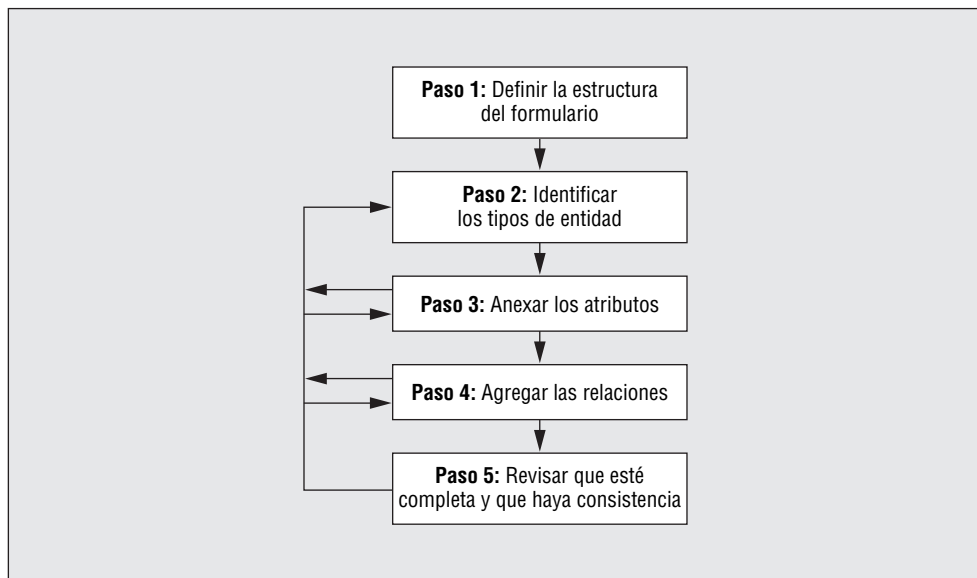 Paso 1: Definir la estructura
del formulario
Paso 2: Identificar
los tipos de entidad
Paso 3: Anexar los atributos
Paso 4: Agregar las relaciones
Paso 5: Revisar que esté
completa y que haya consistencia